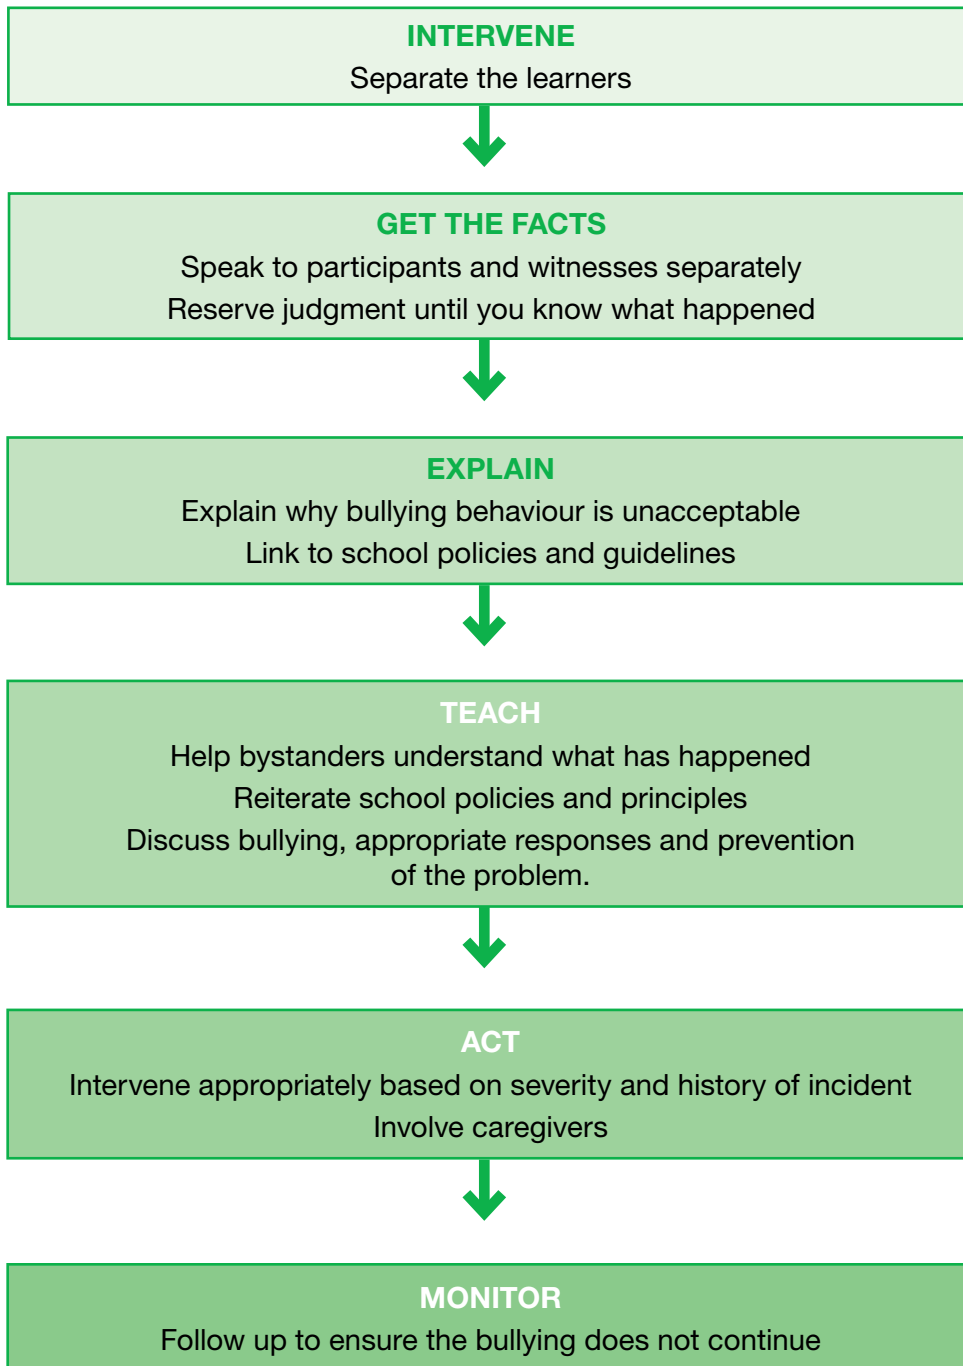 INTERVENE
Separate the learners
GET THE FACTS
Speak to participants and witnesses separately
Reserve judgment until you know what happened
EXPLAIN
Explain why bullying behaviour is unacceptable
Link to school policies and guidelines
TEACH
Help bystanders understand what has happened
Reiterate school policies and principles
Discuss bullying, appropriate responses and prevention
of the problem.
ACT
Intervene appropriately based on severity and history of incident
Involve caregivers
MONITOR
Follow up to ensure the bullying does not continue